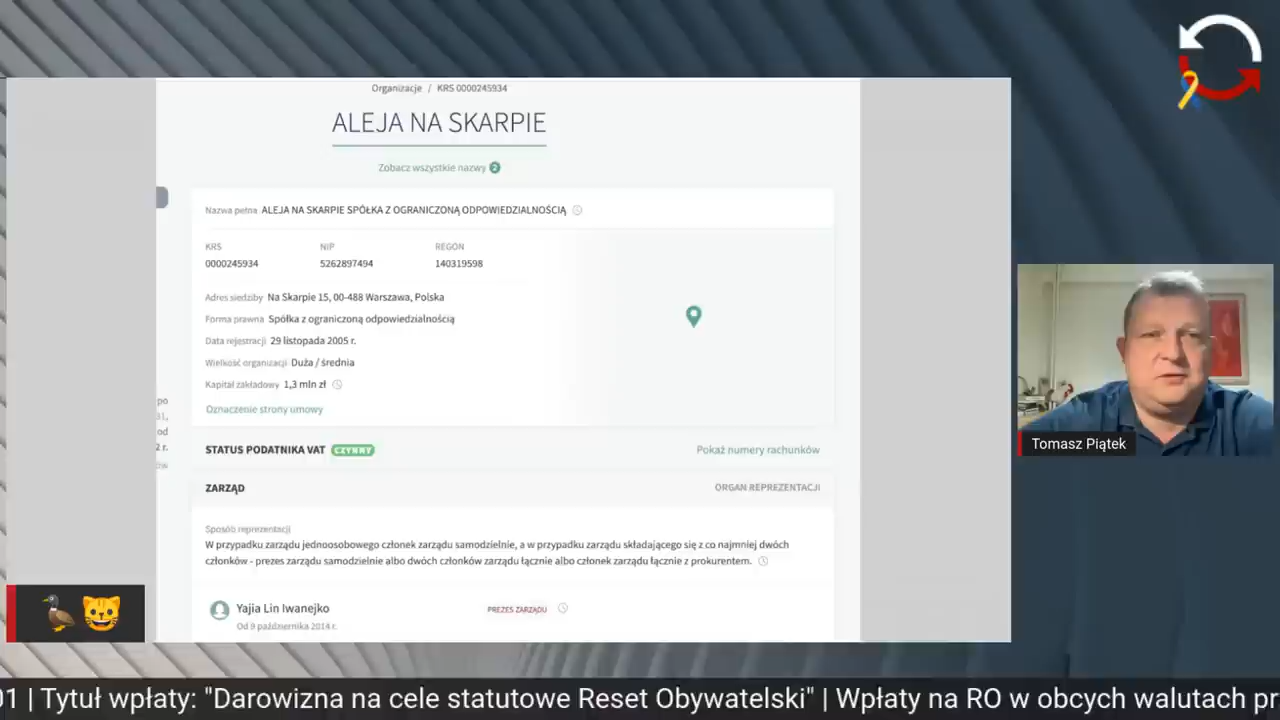 Organizacje / KRS 0000245934
ALEJA NA SKARPIE
Zobacz wszystkie nazwy 2
Nazwa pełna ALEJA NA SKARPIE SPÓŁKA Z OGRANICZONĄ ODPOWIEDZIALNOŚCIĄ
KRS NIP REGON
0000245934 5262897494 140319598
Adres siedziby Na Skarpie 15, 00-488 Warszawa, Polska
Forma prawna Spółka z ograniczoną odpowiedzialnością
Data rejestracji 29 listopada 2005 r.
Wielkość organizacji Duża / średnia
Kapitał zakładowy 1,3 mln zł
Oznaczenie strony umowy
po
31,
od
2 r.
STATUS PODATNIKA VAT CZYNNY Pokaż numery rachunków
ZARZĄD ORGAN REPREZENTACJI
Sposób reprezentacji
W przypadku zarządu jednoosobowego członek zarządu samodzielnie, a w przypadku zarządu składającego się z co najmniej dwóch
członków - prezes zarządu samodzielnie albo dwóch członków zarządu łącznie albo członek zarządu łącznie z prokurentem.
Yajia Lin Iwanejko PREZES ZARZĄDU
Od 9 października 2014 r.
Tomasz Piątek
01 | Tytuł wpłaty: "Darowizna na cele statutowe Reset Obywatelski" | Wpłaty na RO w obcych walutach pr